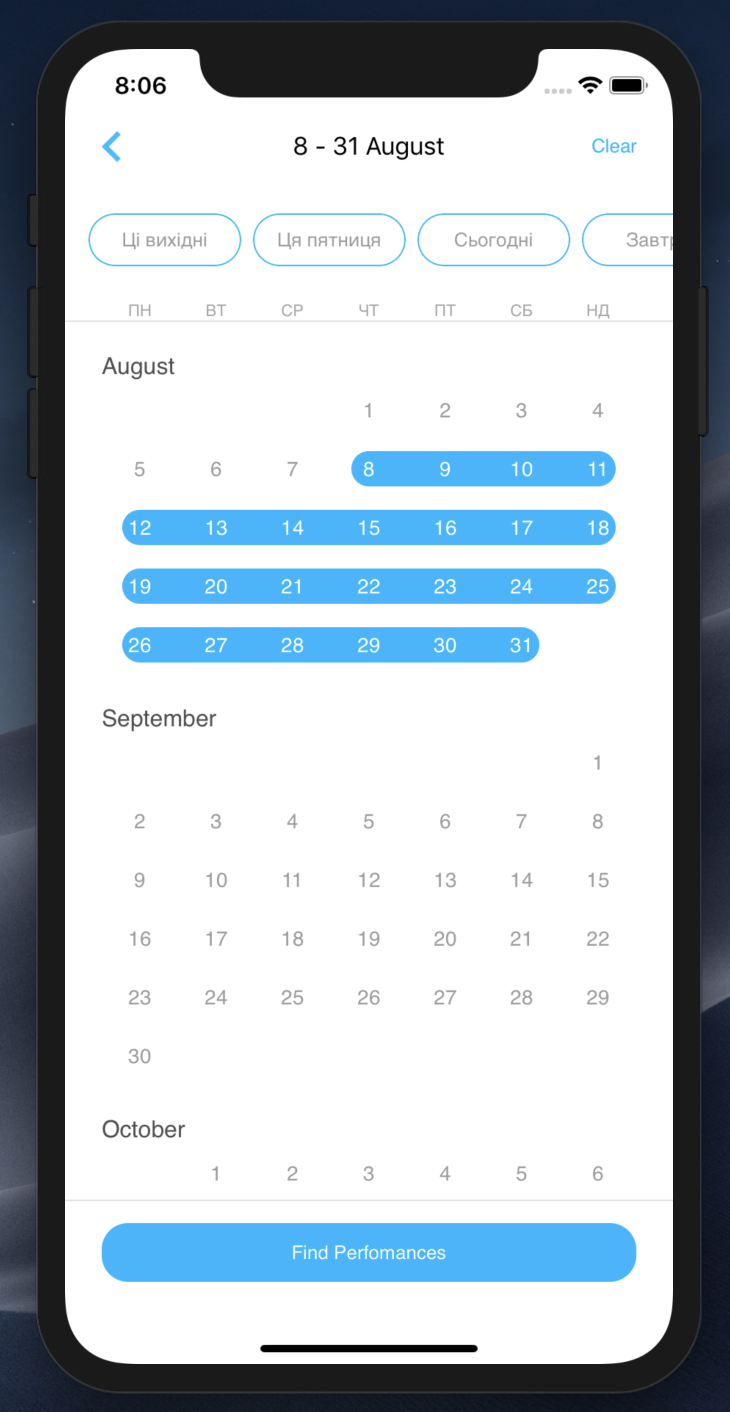 8:06
8 - 31 August
Clear
Ці вихідні Ця пятниця Сьогодні
ПН ВТ СР ЧТ ПТ СБ НД
August
1 2 3 4
5 6 7 8 9 10 11
12 13 14 15 16 17 18
19 20 21 22 23 24 25
26 27 28 29 30 31
September
1
2 3 4 5 6 7 8
9 10 11 12 13 14 15
16 17 18 19 20 21 22
23 24 25 26 27 28 29
30
October
1 2 3 4 5 6
Find Perfomances